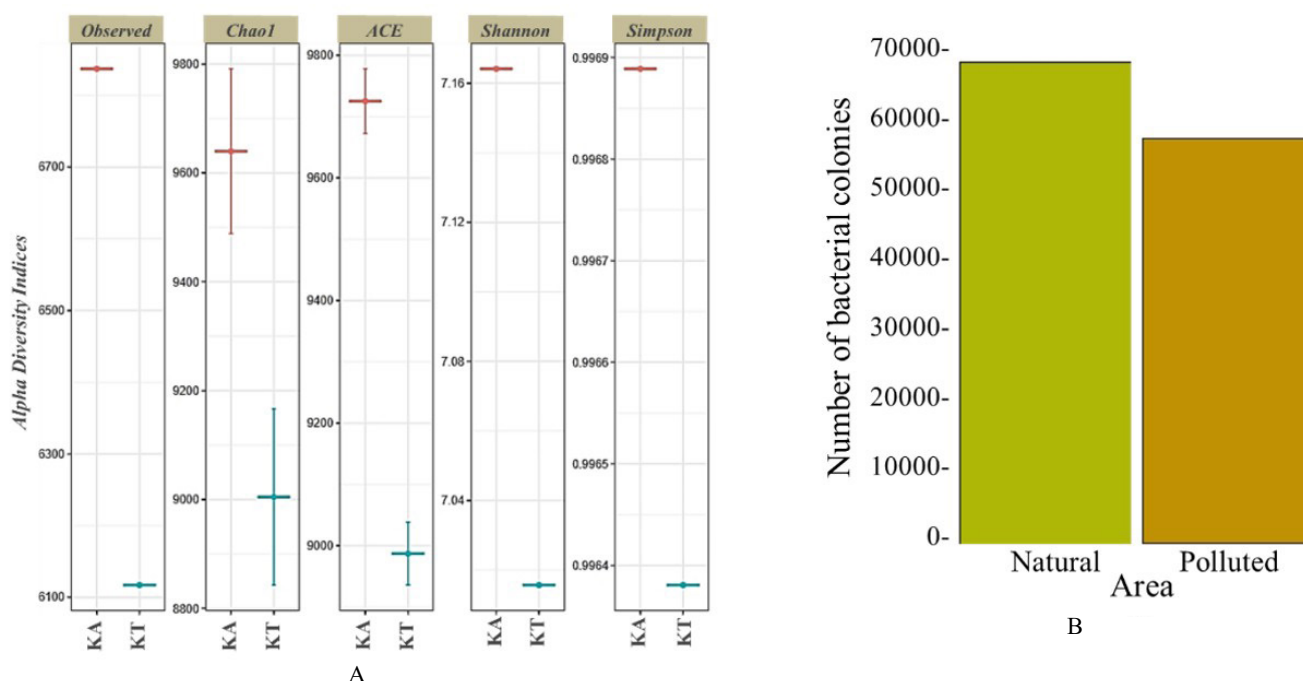 Alpha Diversity Indices
Observed
6700
6500
6300
6100
KA
KT
Chao1
9800
9600
9400
9200
9000
8800
KA
KT
ACE
9800
9600
9400
9200
9000
KA
KT
Shannon
7.16
7.12
7.08
7.04
KA
KT
Simpson
0.9969
0.9968
0.9967
0.9966
0.9965
0.9964
KA
KT
A
Number of bacterial colonies
70000-
60000-
50000-
40000-
30000-
20000-
10000-
0-
Natural
Polluted
Area
B